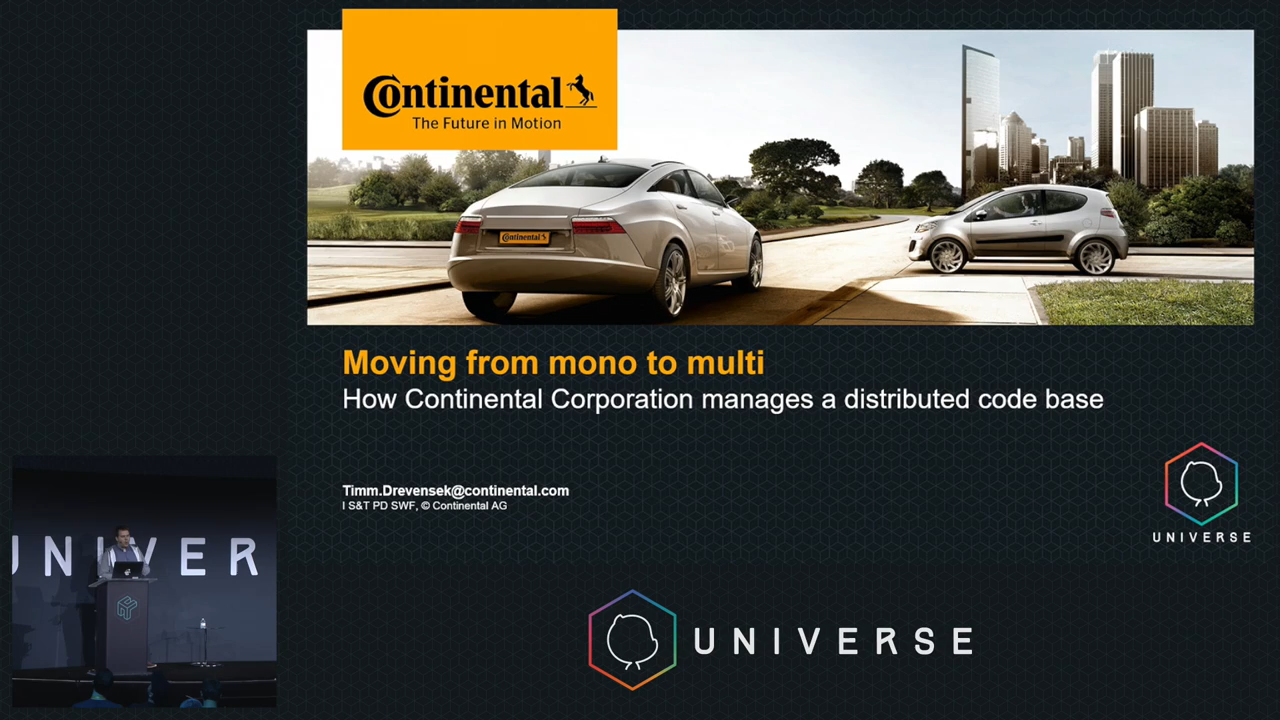 Continental
The Future in Motion
Continental
Moving from mono to multi
How Continental Corporation manages a distributed code base
Timm.Drevensek@continental.com
I S&T PD SWF, © Continental AG
UNIVERSE
UNIVER
UNIVERSE